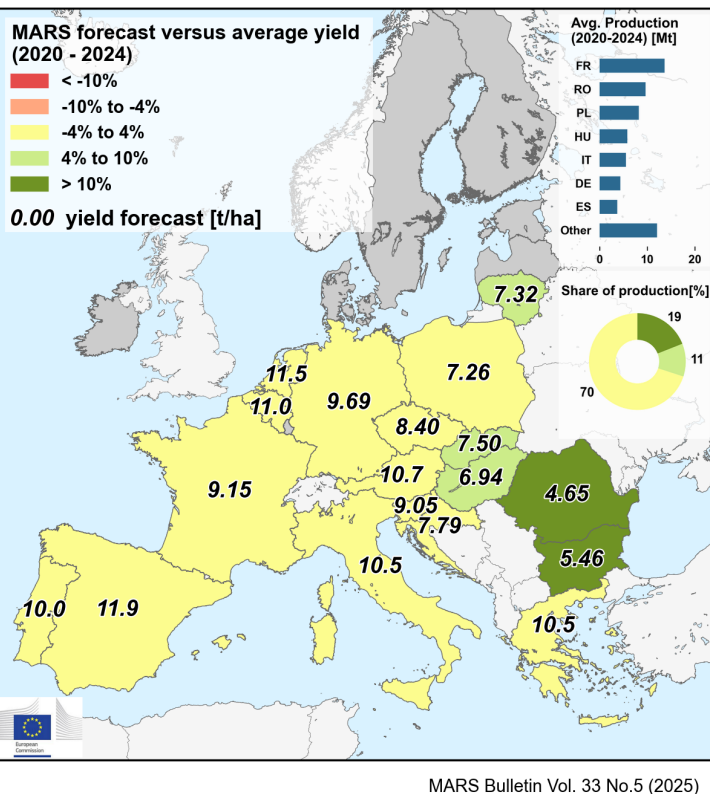 MARS forecast versus average yield
(2020 - 2024)
< -10%
-10% to -4%
-4% to 4%
4% to 10%
> 10%
0.00 yield forecast [t/ha]
Avg. Production
(2020-2024) [Mt]
FR
RO
PL
HU
IT
DE
ES
Other
0 10 20
Share of production[%]
19
11
70
7.32
11.5
7.26
11.0
9.69
8.40
7.50
10.7
6.94
9.15
4.65
9.05
7.79
5.46
10.5
10.0
11.9
10.5
European
Commission
MARS Bulletin Vol. 33 No.5 (2025)